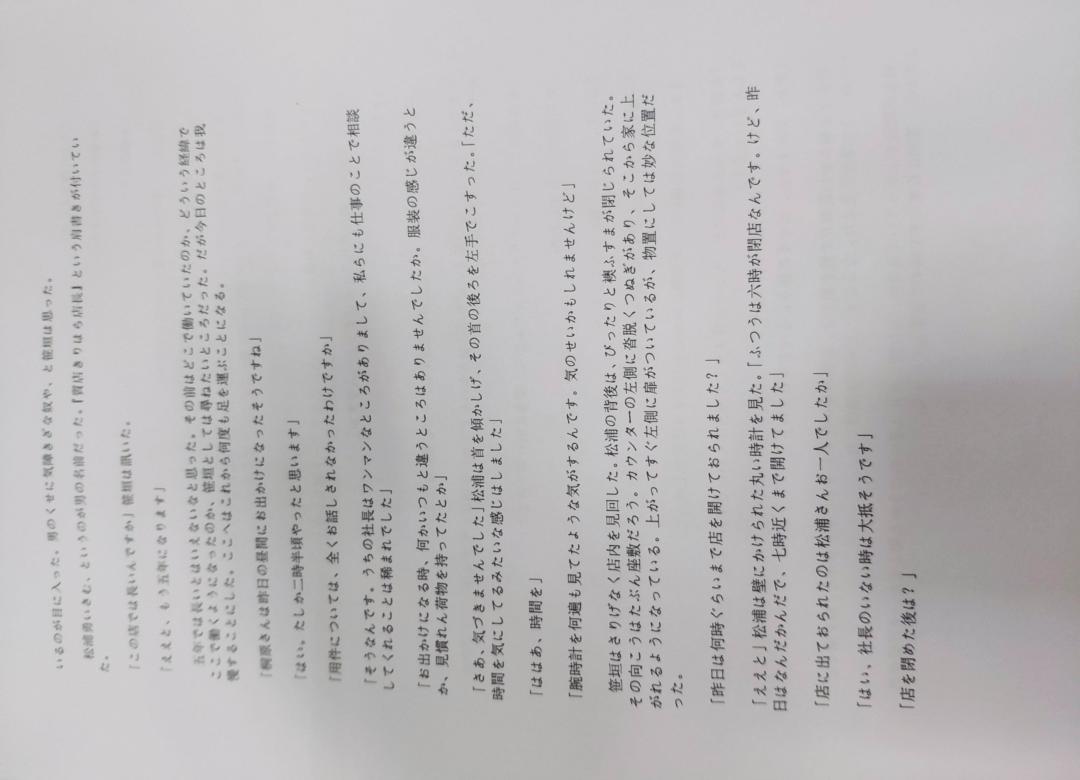 いるのが目に入った。男のくせに気障きざな奴や、と笹垣は思った。
松浦勇いさむ、というのが男の名前だった。『質店きりはら店長』という肩書きが付いてい
た。
「この店では長いんですか」笹垣は訊いた。
「ええと、もう五年になります」
五年では長いとはいえないなと思った。その前はどこで働いていたのか、どういう経緯で
ここで働くようになったのか、笹垣としては尋ねたいところだった。だが今日のところは我
慢することにした。ここへはこれから何度も足を運ぶことになる。
「桐原さんは昨日の昼間にお出かけになったそうですね」
「はい。たしか二時半頃やったと思います」
「用件については、全くお話しされなかったわけですか」
「そうなんです。うちの社長はワンマンなところがありまして、私らにも仕事のことで相談
してくれることは稀まれでした」
「お出かけになる時、何かいつもと違うところはありませんでしたか。服装の感じが違うと
か、見慣れん荷物を持ってたとか」
「さあ、気づきませんでした」松浦は首を傾かしげ、その首の後ろを左手でこすった。「ただ、
時間を気にしてるみたいな感じはしました」
「ははあ、時間を」
「腕時計を何遍も見てたような気がするんです。気のせいかもしれませんけど」
笹垣はさりげなく店内を見回した。松浦の背後は、ぴったりと襖ふすまが閉じられていた。
その向こうはたぶん座敷だろう。カウンターの左側に沓脱くつぬぎがあり、そこから家に上
がれるようになっている。上がってすぐ左側に扉がついているが、物置にしては妙な位置だ
った。
「昨日は何時ぐらいまで店を開けておられました？」
「ええと」松浦は壁にかけられた丸い時計を見た。「ふつうは六時が閉店なんです。けど、昨
日はなんだかんだで、七時近くまで開けてました」
「店に出ておられたのは松浦さんお一人でしたか」
「はい、社長のいない時は大抵そうです」
「店を閉めた後は？」